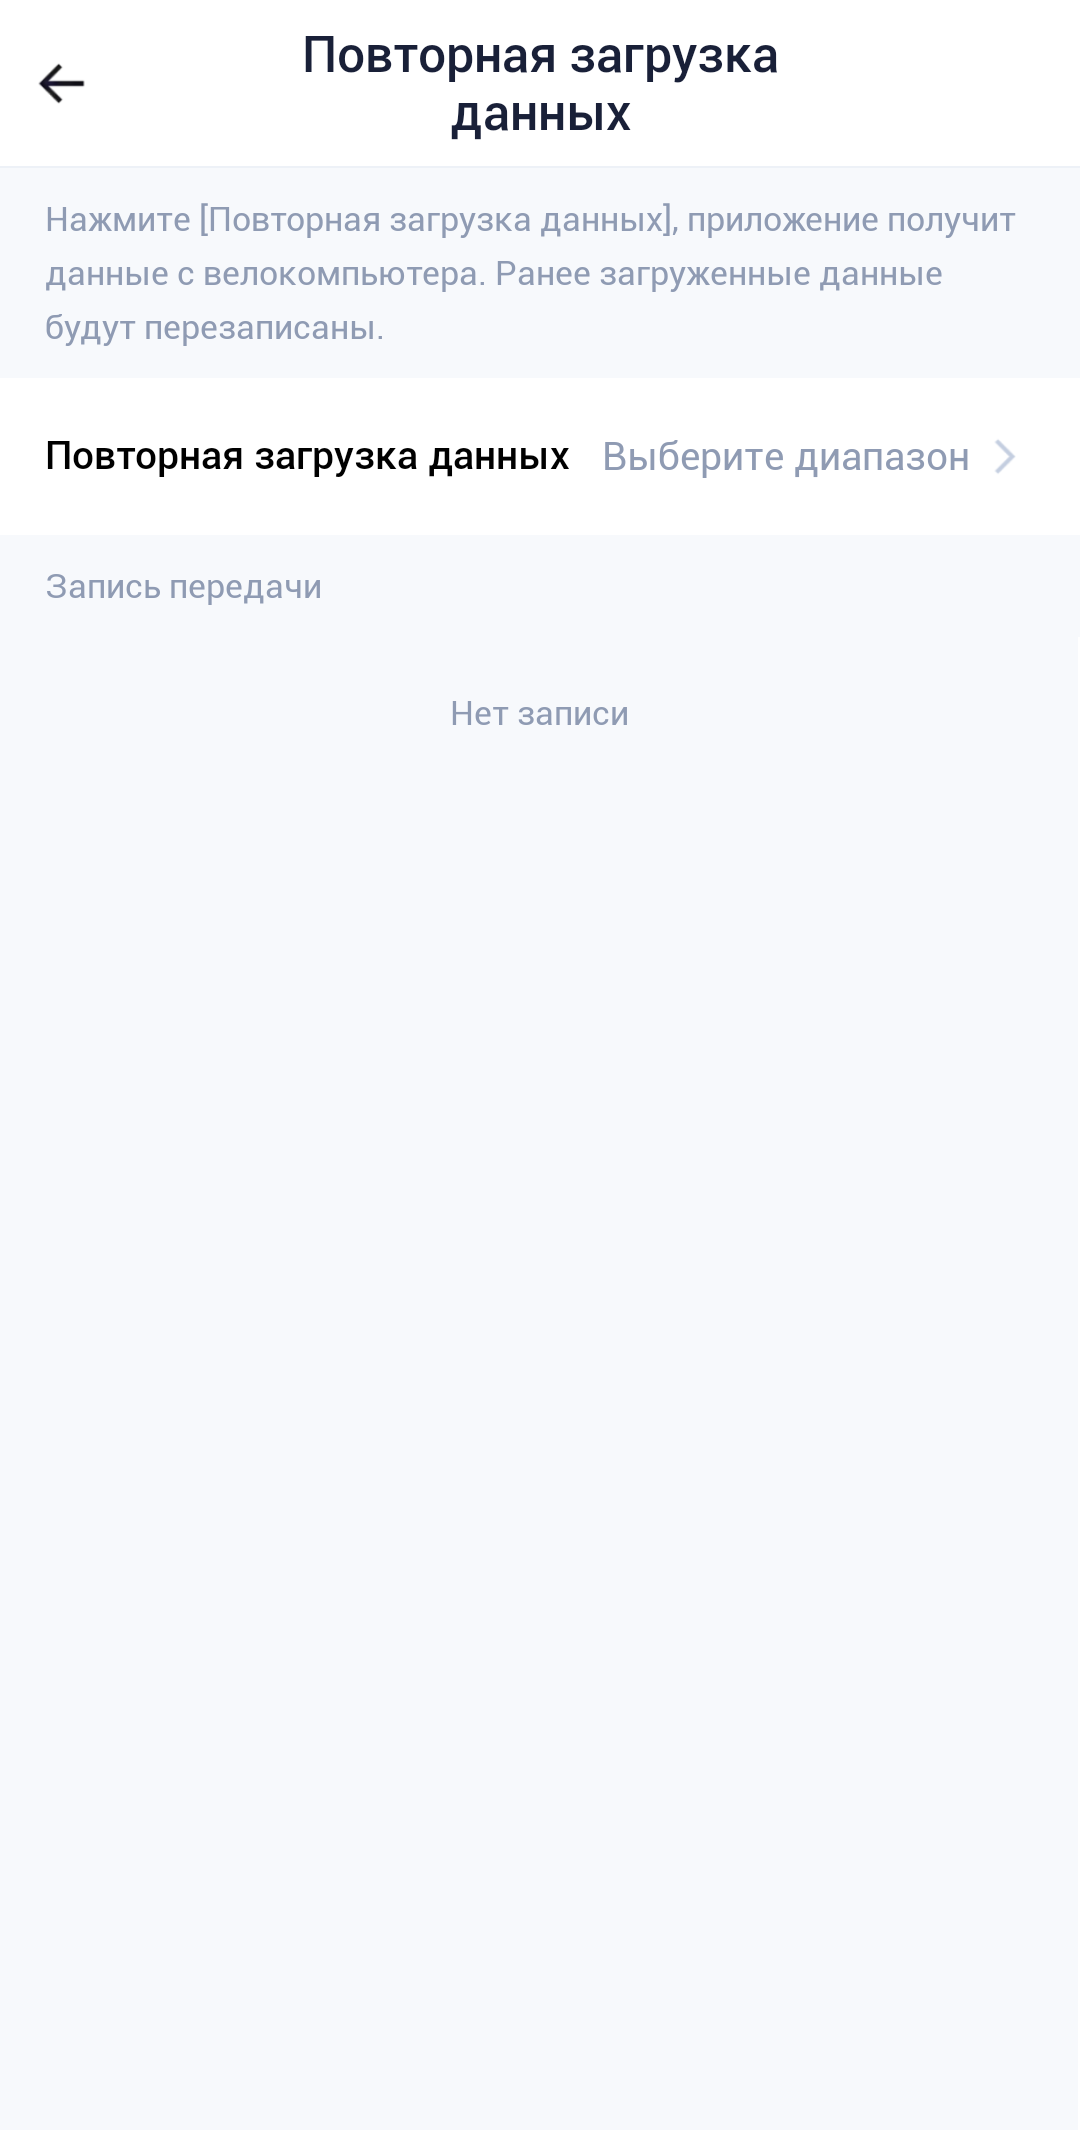 Повторная загрузка
данных
Нажмите [Повторная загрузка данных], приложение получит
данные с велокомпьютера. Ранее загруженные данные
будут перезаписаны.
Повторная загрузка данных Выберите диапазон
Запись передачи
Нет записи